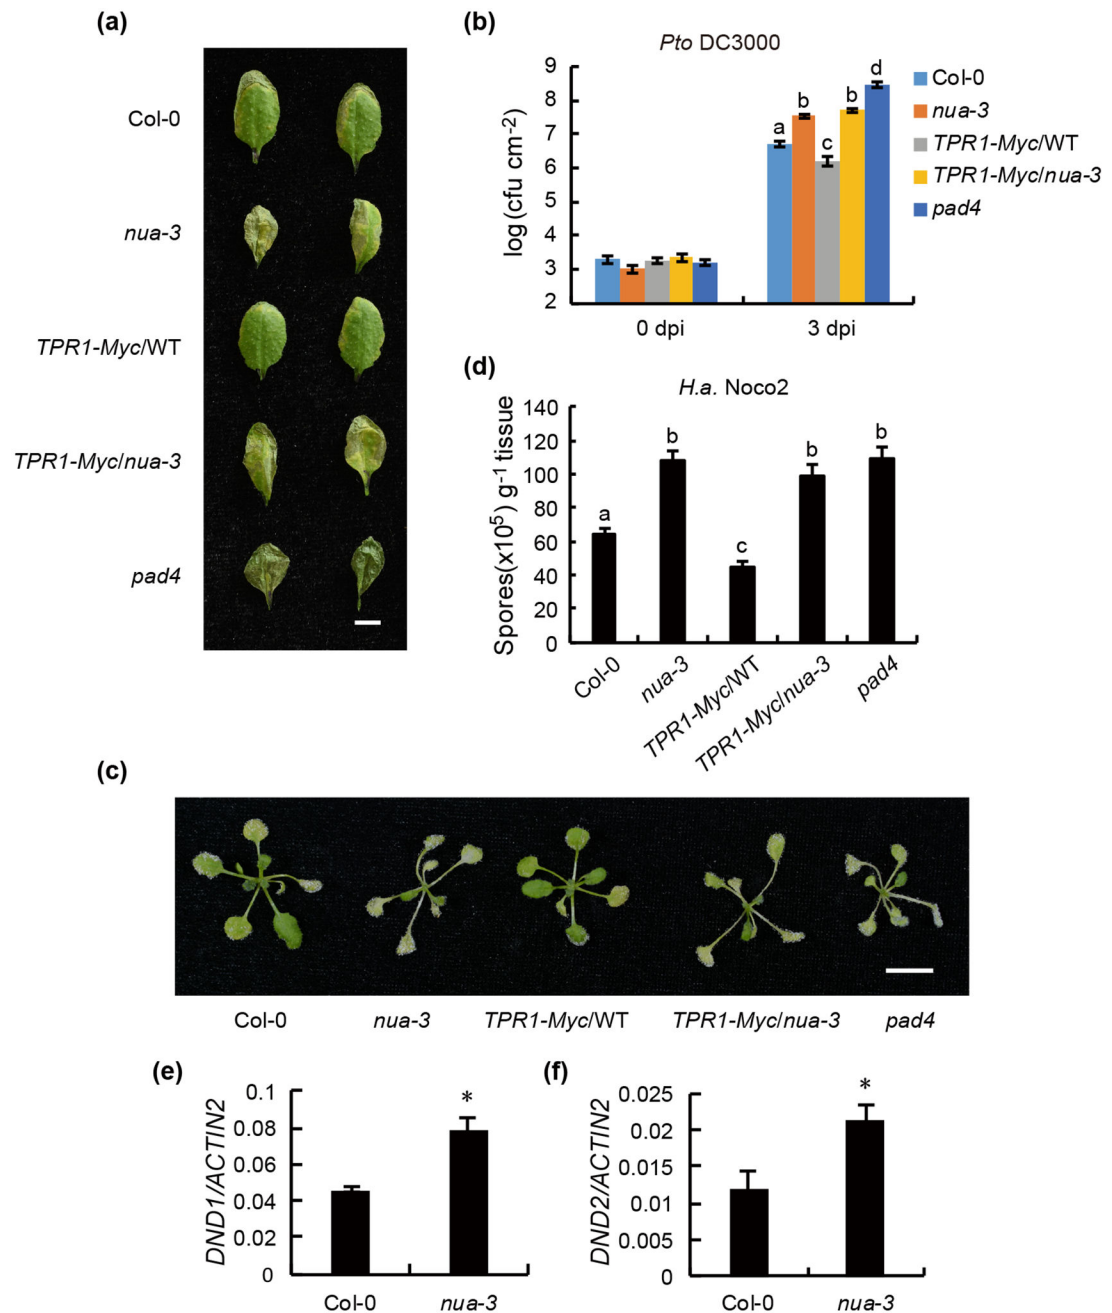 (a)
Col-0
nua-3
TPR1-Myc/WT
TPR1-Myc/nua-3
pad4
(b)
Pto DC3000
log(cfu cm-2)
9
8
7
6
5
4
3
2
a
b
c
b
d
0 dpi
3 dpi
Col-0
nua-3
TPR1-Myc/WT
TPR1-Myc/nua-3
pad4
(d)
H.a. Noco2
Spores(x10⁵) g⁻¹ tissue
140
120
100
80
60
40
20
0
a
b
c
b
b
Col-0
nua-3
TPR1-Myc/WT
TPR1-Myc/nua-3
pad4
(c)
Col-0
nua-3
TPR1-Myc/WT
TPR1-Myc/nua-3
pad4
(e)
DND1/ACTIN2
0.1
0.08
0.06
0.04
0.02
0
*
Col-0
nua-3
(f)
DND2/ACTIN2
0.025
0.02
0.015
0.01
0.005
0
*
Col-0
nua-3